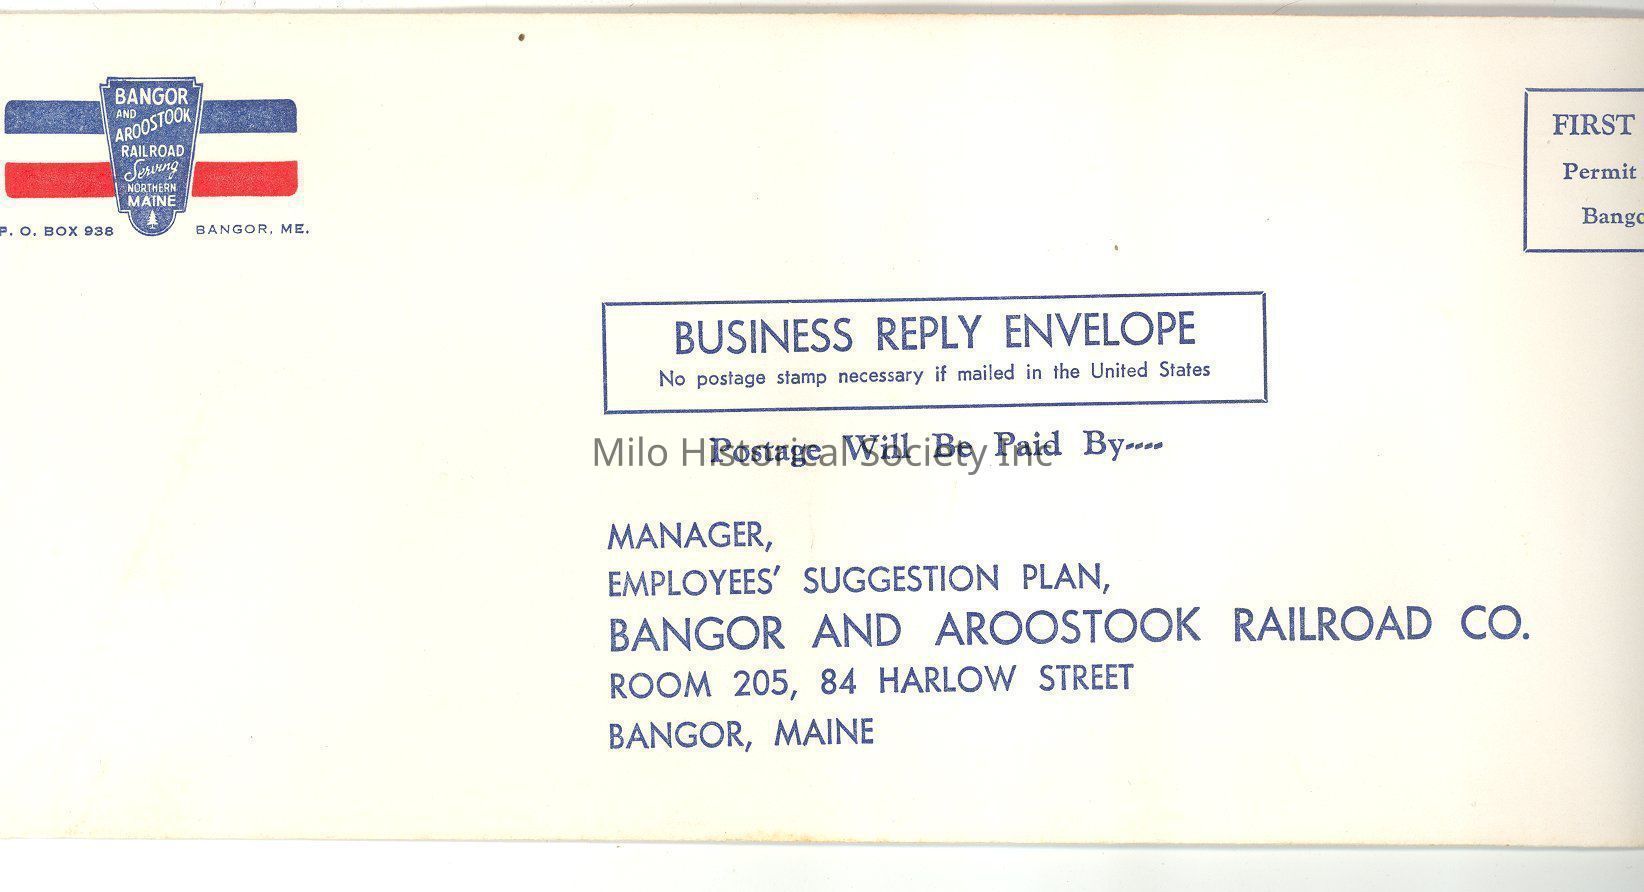 BANGOR
AND
AROOSTOOK
RAILROAD
Serving
NORTHERN
MAINE
P. O. BOX 938 BANGOR, ME.
FIRST
Permit
Bango
BUSINESS REPLY ENVELOPE
No postage stamp necessary if mailed in the United States
Postage Will Be Paid By----
Milo Historical Society Inc
MANAGER,
EMPLOYEES' SUGGESTION PLAN,
BANGOR AND AROOSTOOK RAILROAD CO.
ROOM 205, 84 HARLOW STREET
BANGOR, MAINE